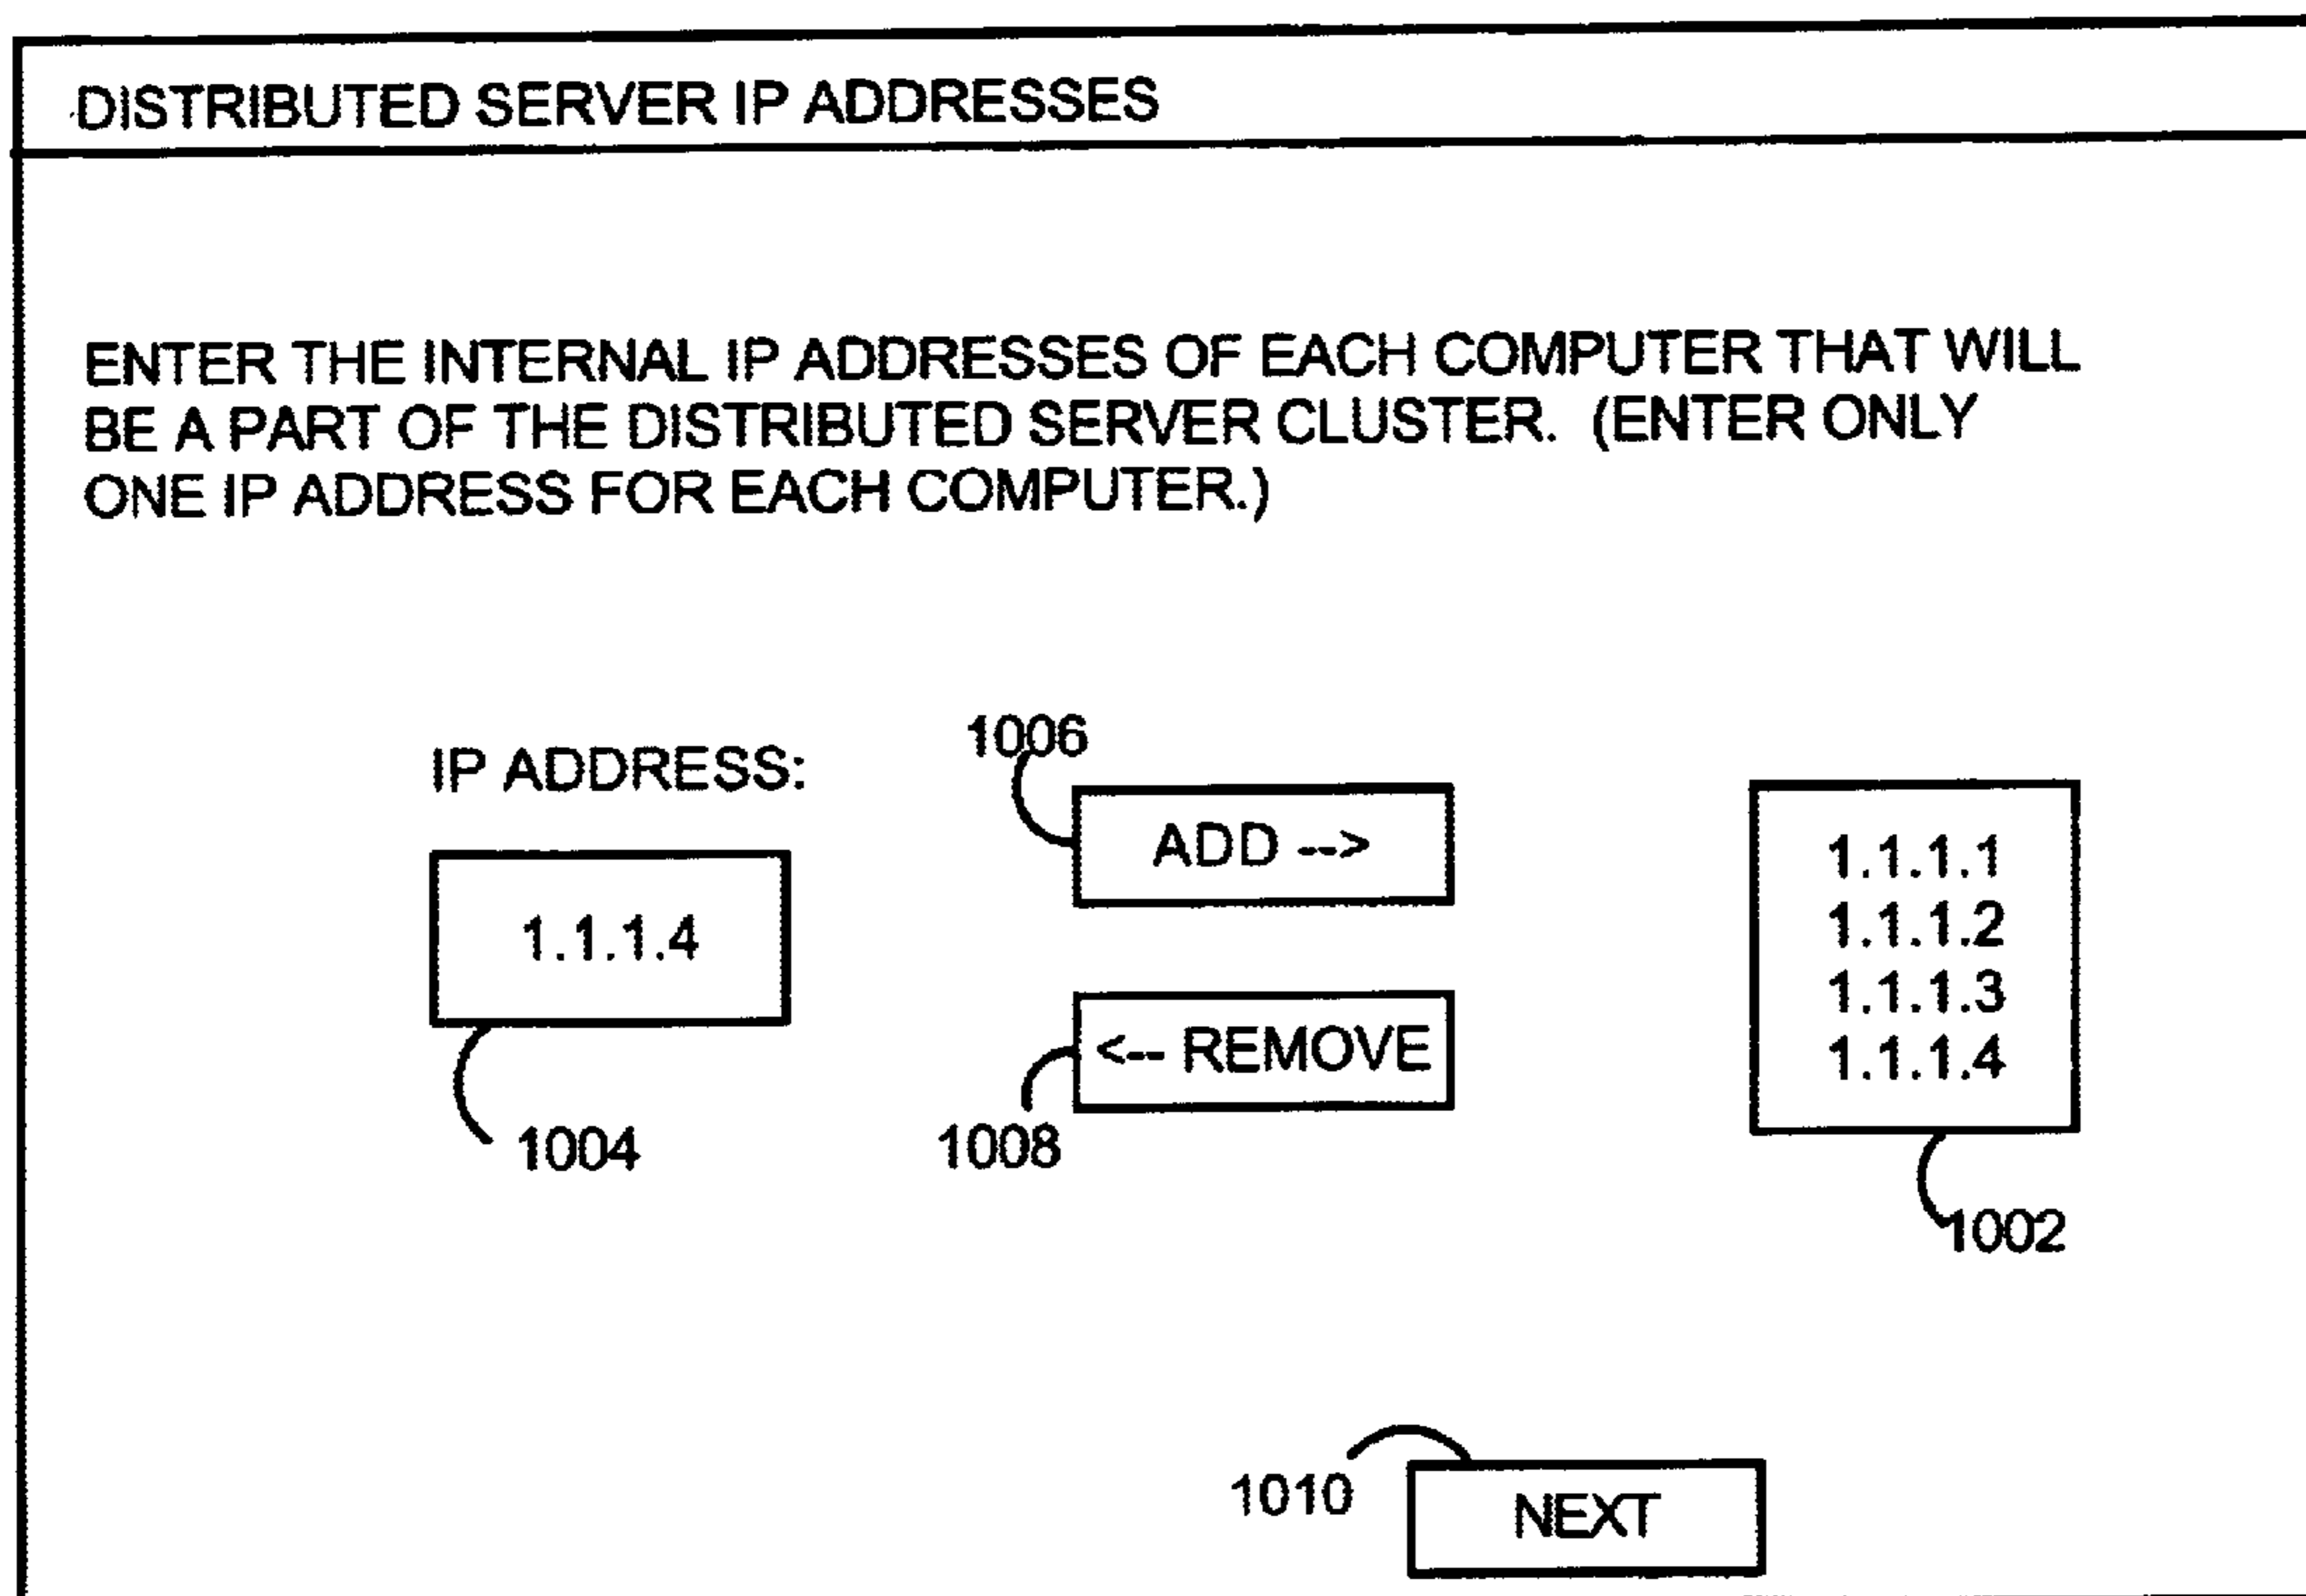 DISTRIBUTED SERVER IP ADDRESSES
ENTER THE INTERNAL IP ADDRESSES OF EACH COMPUTER THAT WILL
BE A PART OF THE DISTRIBUTED SERVER CLUSTER. (ENTER ONLY
ONE IP ADDRESS FOR EACH COMPUTER.)
IP ADDRESS:
1.1.1.4
1004
1006
ADD -->
<-- REMOVE
1008
1.1.1.1
1.1.1.2
1.1.1.3
1.1.1.4
1002
1010
NEXT